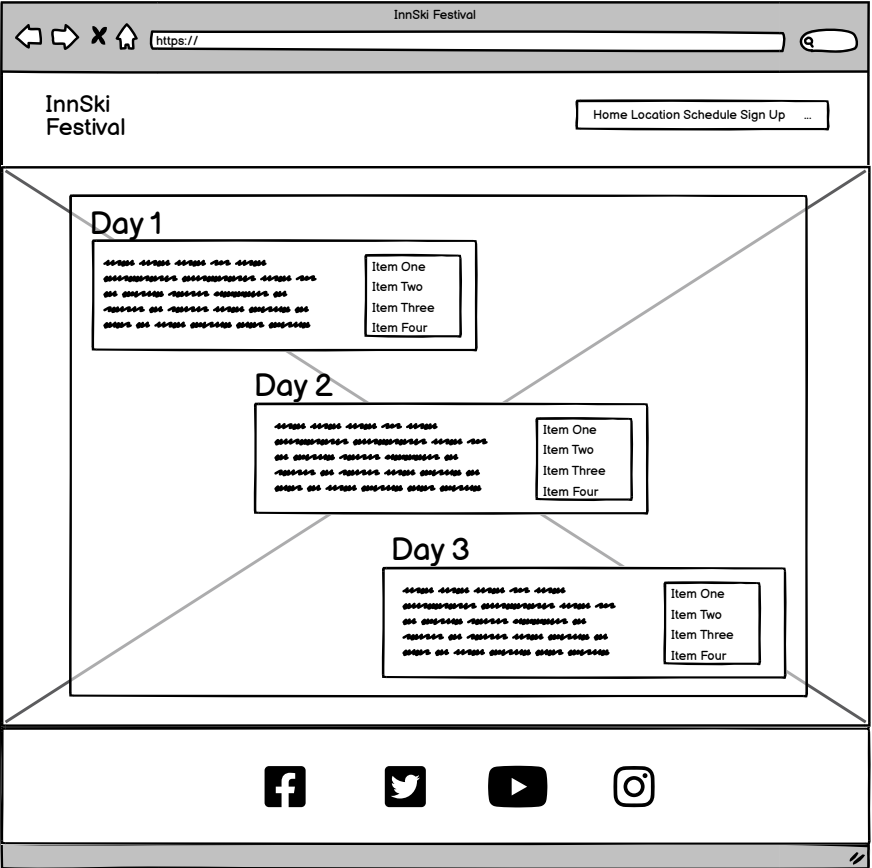 InnSki Festival
https://
InnSki
Festival
Home Location Schedule Sign Up ...
Day 1
Item One
Item Two
Item Three
Item Four
Day 2
Item One
Item Two
Item Three
Item Four
Day 3
Item One
Item Two
Item Three
Item Four